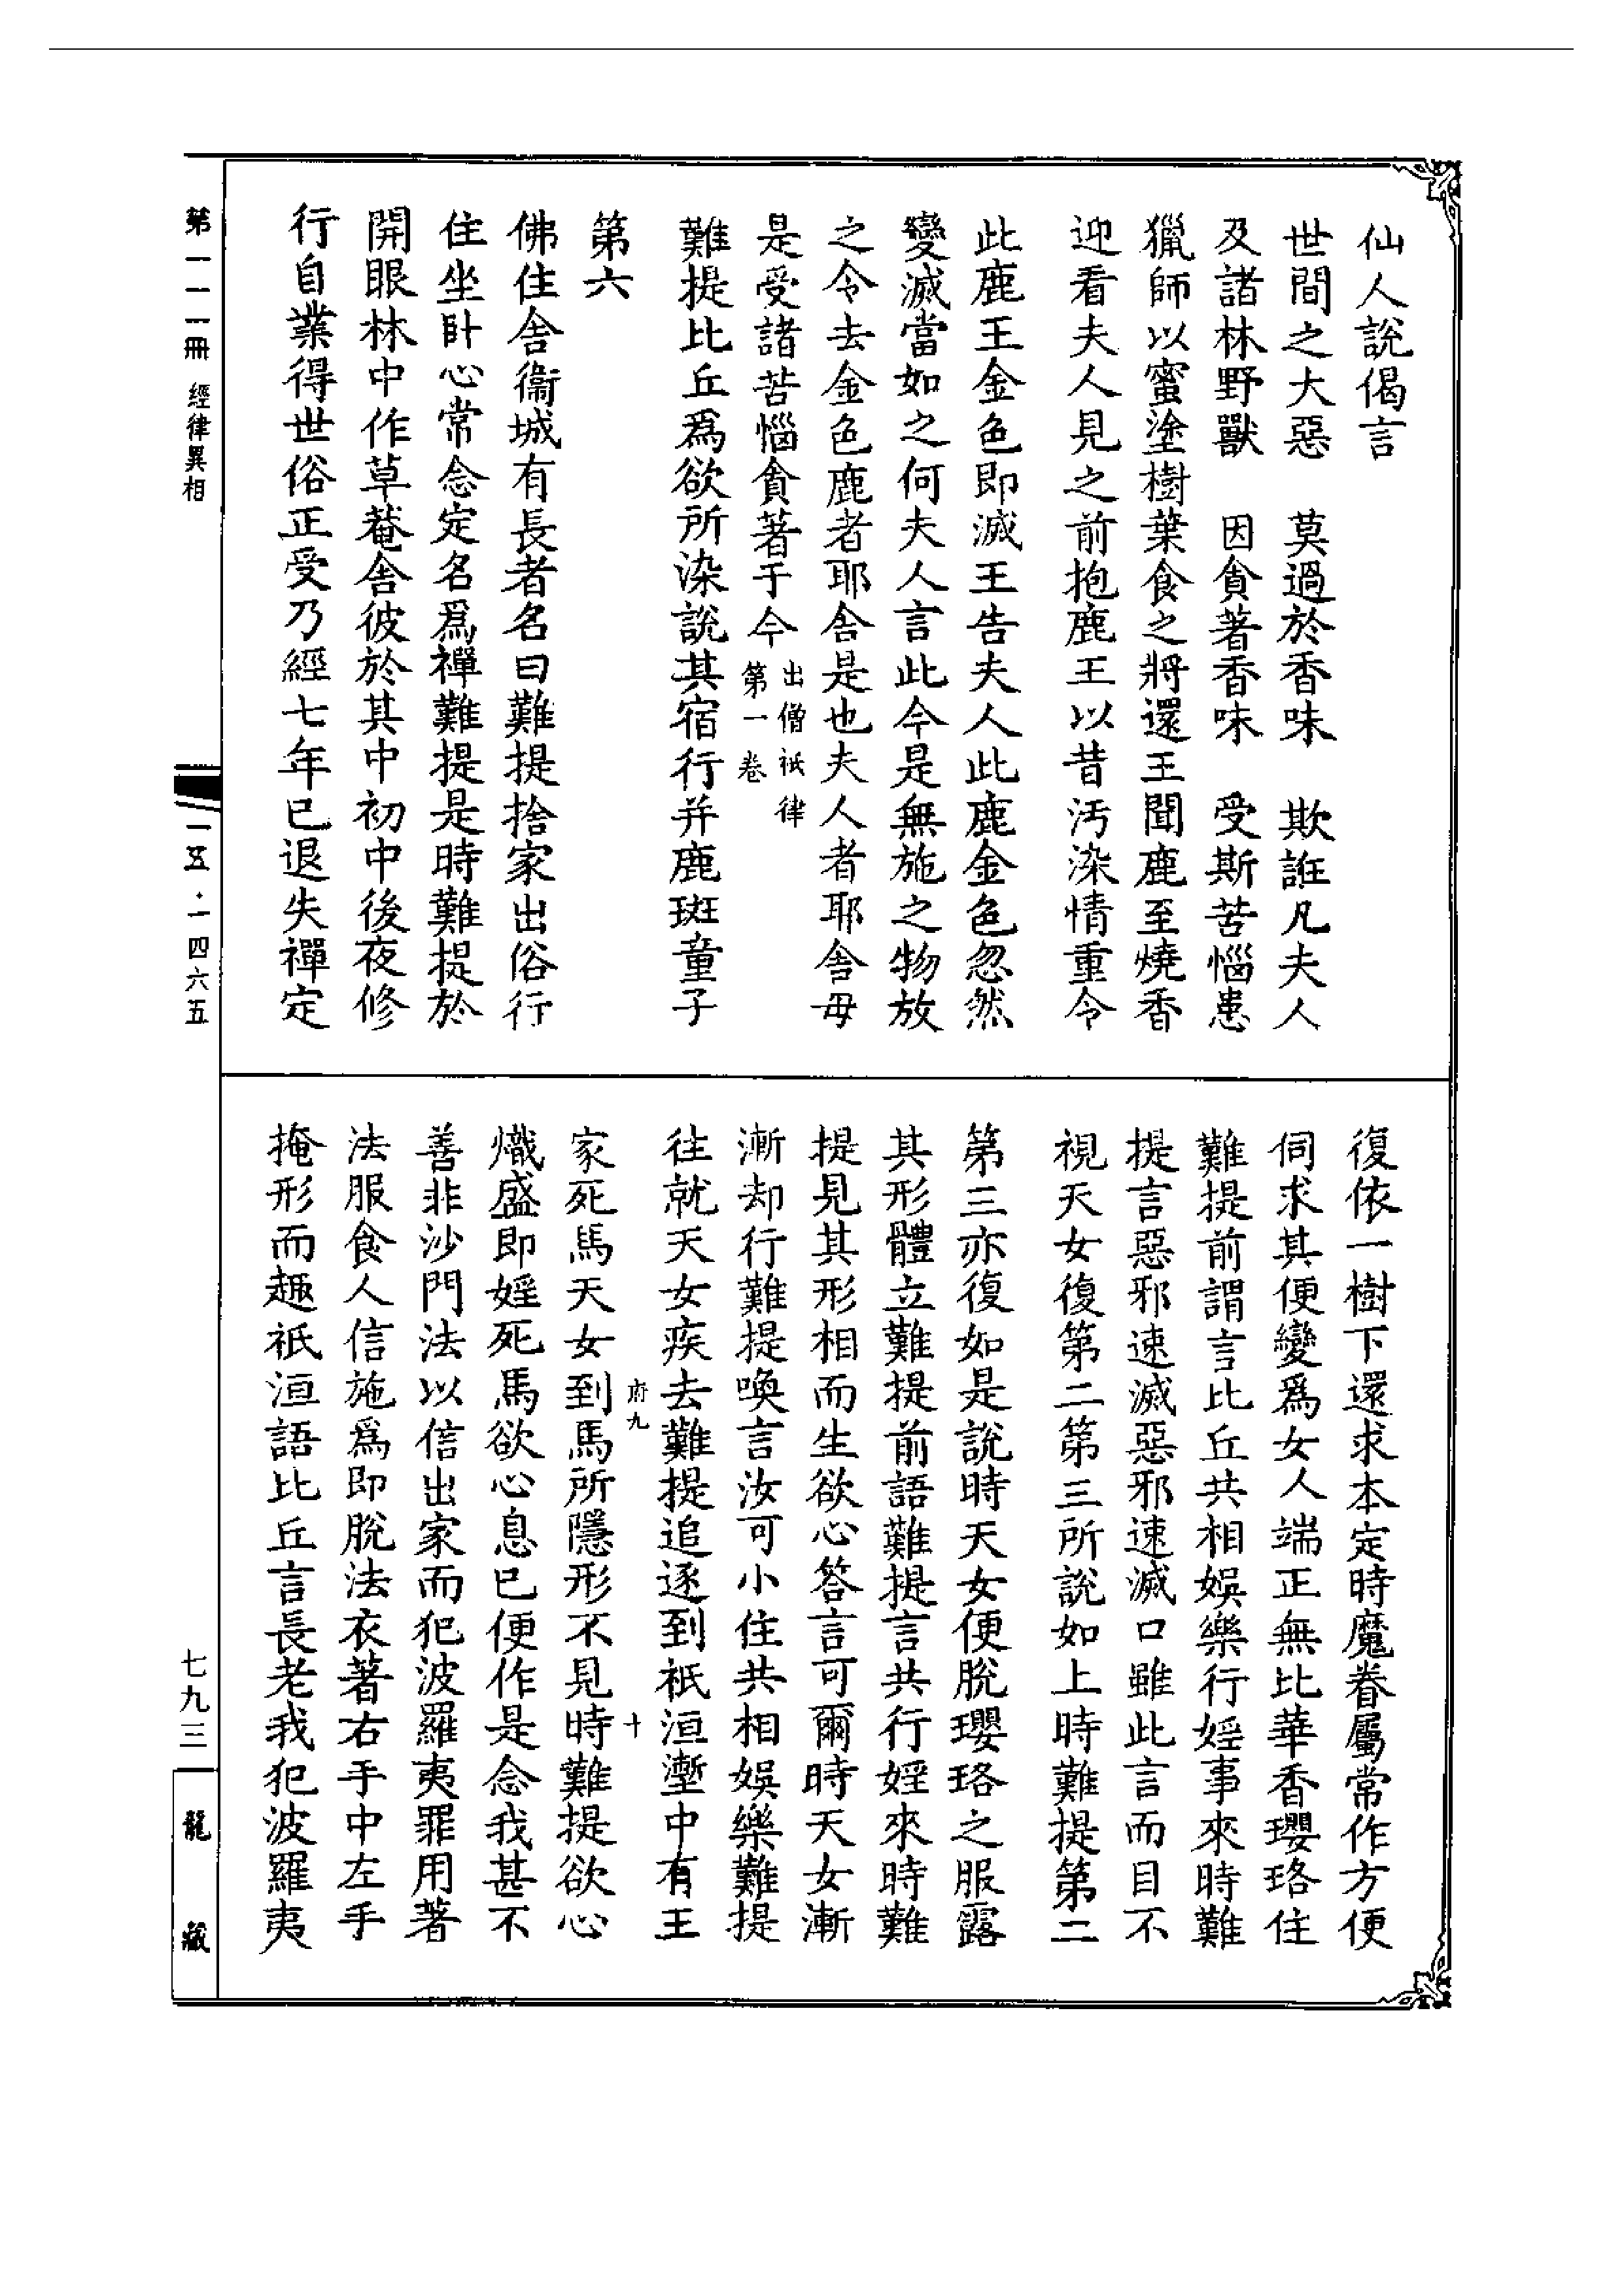 仙人說偈言
世間之大惡　莫過於香味　欺誑凡夫人
及諸林野獸　因貪著香味　受斯苦惱患
獵師以蜜塗樹葉食之將還王聞鹿至燒香
迎看夫人見之前抱鹿王以昔汚染情重令
此鹿王金色即滅王告夫人此鹿金色忽然
變滅當如之何夫人言此今是無施之物放
之令去金色鹿者耶舍是也夫人者耶舍母
是受諸苦惱貪著于今出僧祇律
第一卷
難提比丘爲欲所染說其宿行并鹿斑童子
第六
佛住舍衞城有長者名曰難提捨家出俗行
住坐卧心常念定名爲禪難提是時難提於
開眼林中作草菴舍彼於其中初中後夜修
行自業得世俗正受乃經七年已退失禪定
復依一樹下還求本定時魔眷屬常作方便
伺求其便變爲女人端正無比華香瓔珞住
難提前謂言比丘共相娛樂行婬事來時難
提言惡邪速滅惡邪速滅口雖此言而目不
視天女復第二第三所說如上時難提第二
第三亦復如是說時天女便脫瓔珞之服露
其形體立難提前語難提言共行婬來時難
提見其形相而生欲心答言可爾時天女漸
漸却行難提喚言汝可小住共相娛樂難提
往就天女疾去難提追逐到祇洹壍中有王
府九
十
家死馬天女到馬所隱形不見時難提欲心
熾盛即婬死馬欲心息已便作是念我甚不
善非沙門法以信出家而犯波羅夷罪用著
法服食人信施爲即脫法衣著右手中左手
掩形而趣祇洹語比丘言長老我犯波羅夷
第一一一冊　經律異相
一五·一四六五
七九三
龍藏